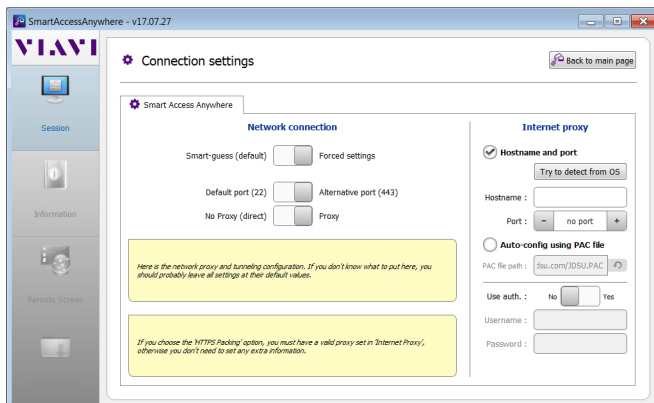 SmartAccessAnywhere - v17.07.27
VIAVI
Connection settings
Back to main page
Session
Information
Remote Screen
Smart Access Anywhere
Network connection
Smart-guess (default) Forced settings
Default port (22) Alternative port (443)
No Proxy (direct) Proxy
Here is the network proxy and tunneling configuration. If you don't know what to put here, you
should probably leave all settings at their default values.
If you choose the 'HTTPS Packing' option, you must have a valid proxy set in 'Internet Proxy',
otherwise you don't need to set any extra information.
Internet proxy
Hostname and port
Try to detect from OS
Hostname :
Port : - no port +
Auto-config using PAC file
PAC file path : dsu.com/JDSU.PAC
Use auth. : No Yes
Username :
Password :